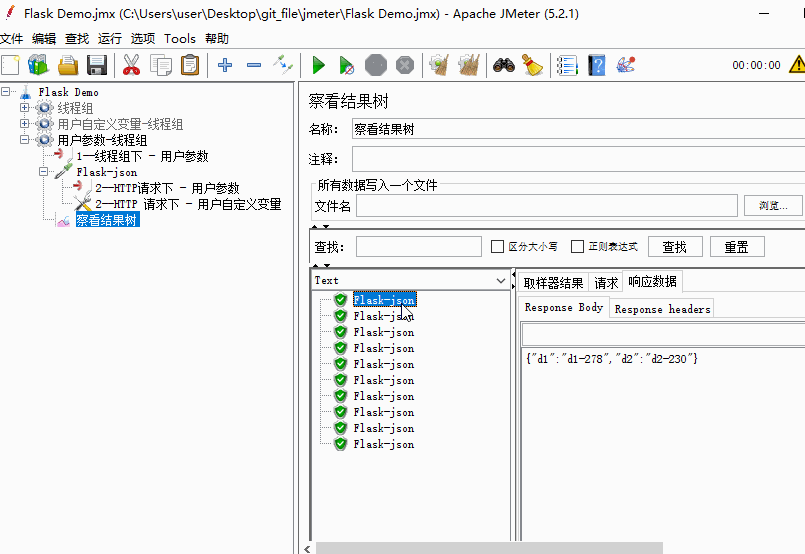 Flask Demo.jmx (C:\Users\user\Desktop\git_file\jmeter\Flask Demo.jmx) - Apache JMeter (5.2.1)
文件 编辑 查找 运行 选项 Tools 帮助
00:00:00
Flask Demo
线程组
用户自定义变量-线程组
用户参数-线程组
1一线程组下 - 用户参数
Flask-json
2一HTTP请求下 - 用户参数
2一HTTP 请求下 - 用户自定义变量
察看结果树
察看结果树
名称： 察看结果树
注释：
所有数据写入一个文件
文件名 浏览...
查找： 区分大小写 正则表达式 查找 重置
Text
Flask-json
Flask-json
Flask-json
Flask-json
Flask-json
Flask-json
Flask-json
Flask-json
Flask-json
Flask-json
取样器结果 请求 响应数据
Response Body Response headers
{"d1":"d1-278","d2":"d2-230"}